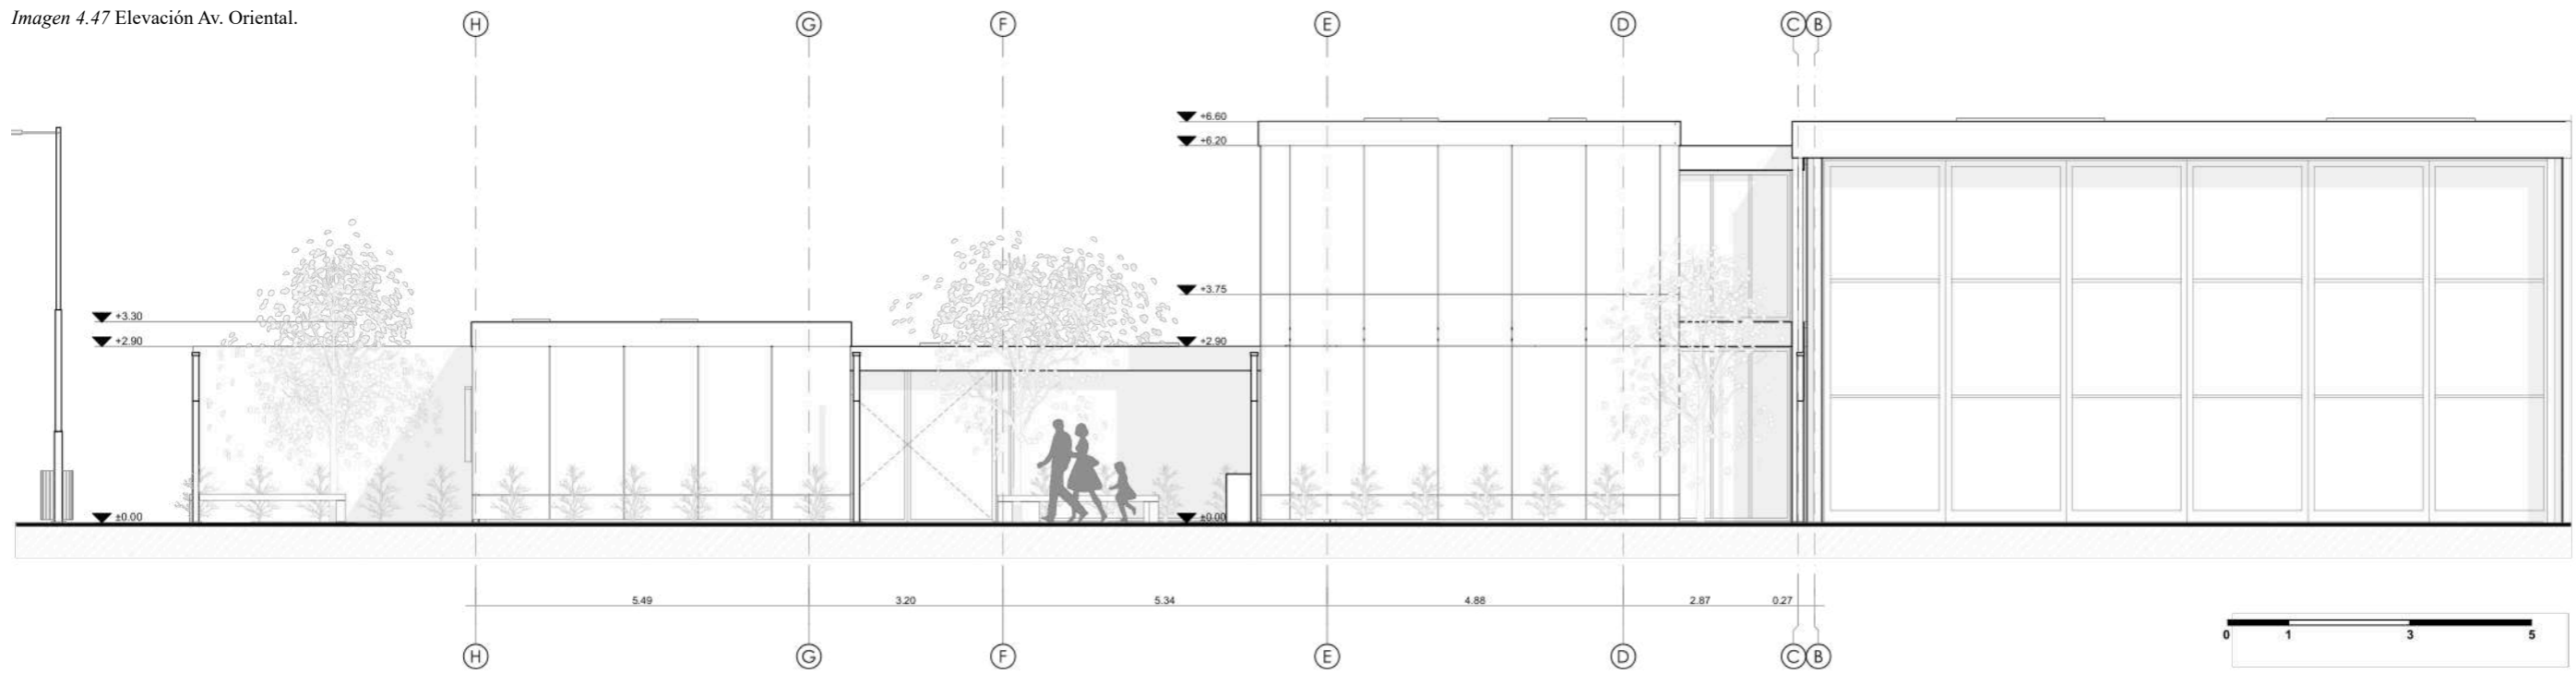 Imagen 4.47 Elevación Av. Oriental.
H G F E D C B
+6.60
+6.20
+3.75
+3.30
+2.90
+2.90
±0.00
±0.00
5.49 3.20 5.34 4.88 2.87 0.27
H G F E D C B
0 1 3 5